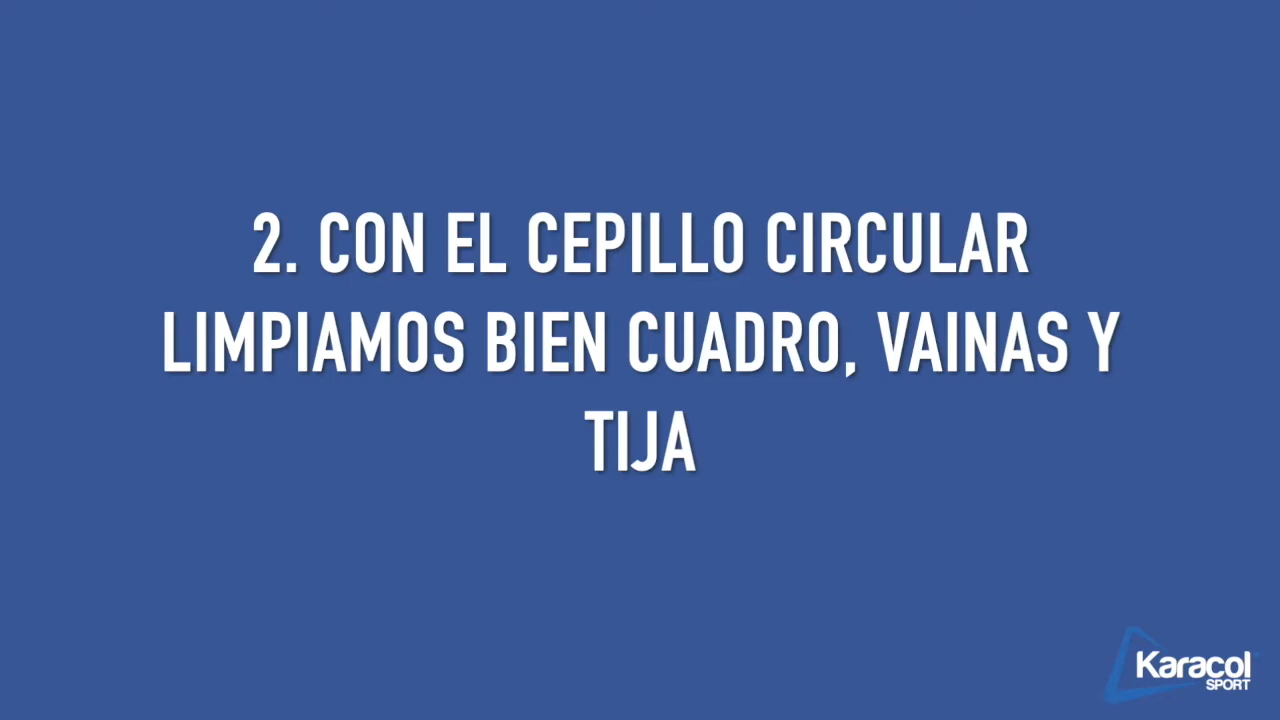 2. CON EL CEPILLO CIRCULAR
LIMPIAMOS BIEN CUADRO, VAINAS Y
TIJA
Karacol
SPORT